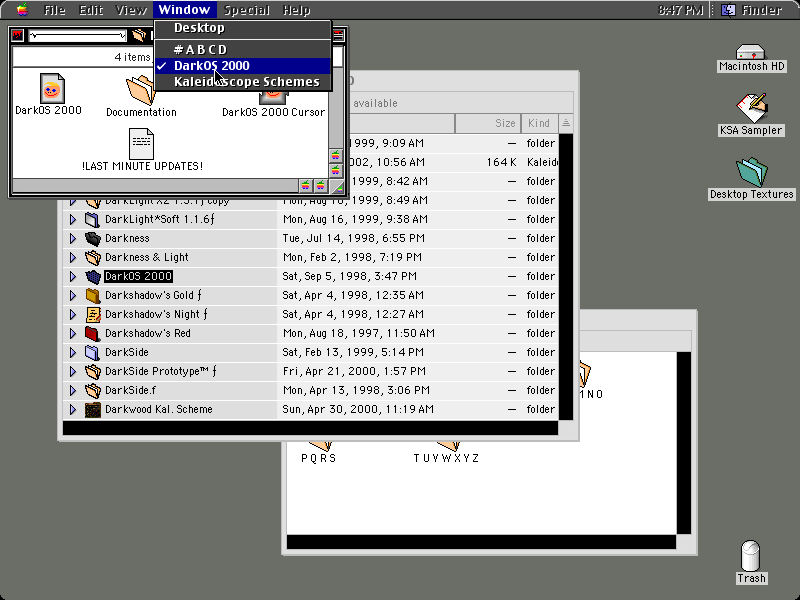 File Edit View Window Special Help 8:47 PM Finder
Desktop
# A B C D
✓ DarkOS 2000
Kaleidoscope Schemes
4 items
DarkOS 2000
Documentation
DarkOS 2000 Cursor
!LAST MINUTE UPDATES!
Macintosh HD
KSA Sampler
Desktop Textures
Trash
available
Size Kind
1999, 9:09 AM — folder
002, 10:56 AM 164 K Kaleid
1999, 8:42 AM — folder
DarkLight X2 1.3.1ƒ copy Mon, Aug 16, 1999, 8:49 AM — folder
DarkLight*Soft 1.1.6ƒ Mon, Aug 16, 1999, 9:38 AM — folder
Darkness Tue, Jul 14, 1998, 6:55 PM — folder
Darkness & Light Mon, Feb 2, 1998, 7:19 PM — folder
DarkOS 2000 Sat, Sep 5, 1998, 3:47 PM — folder
Darkshadow's Gold ƒ Sat, Apr 4, 1998, 12:35 AM — folder
Darkshadow's Night ƒ Sat, Apr 4, 1998, 12:27 AM — folder
Darkshadow's Red Mon, Aug 18, 1997, 11:50 AM — folder
DarkSide Sat, Feb 13, 1999, 5:14 PM — folder
DarkSide Prototype™ ƒ Fri, Apr 21, 2000, 1:57 PM — folder
DarkSide.f Mon, Apr 13, 1998, 3:06 PM — folder
Darkwood Kal. Scheme Sun, Apr 30, 2000, 11:19 AM — folder
N O
P Q R S
T U V W X Y Z